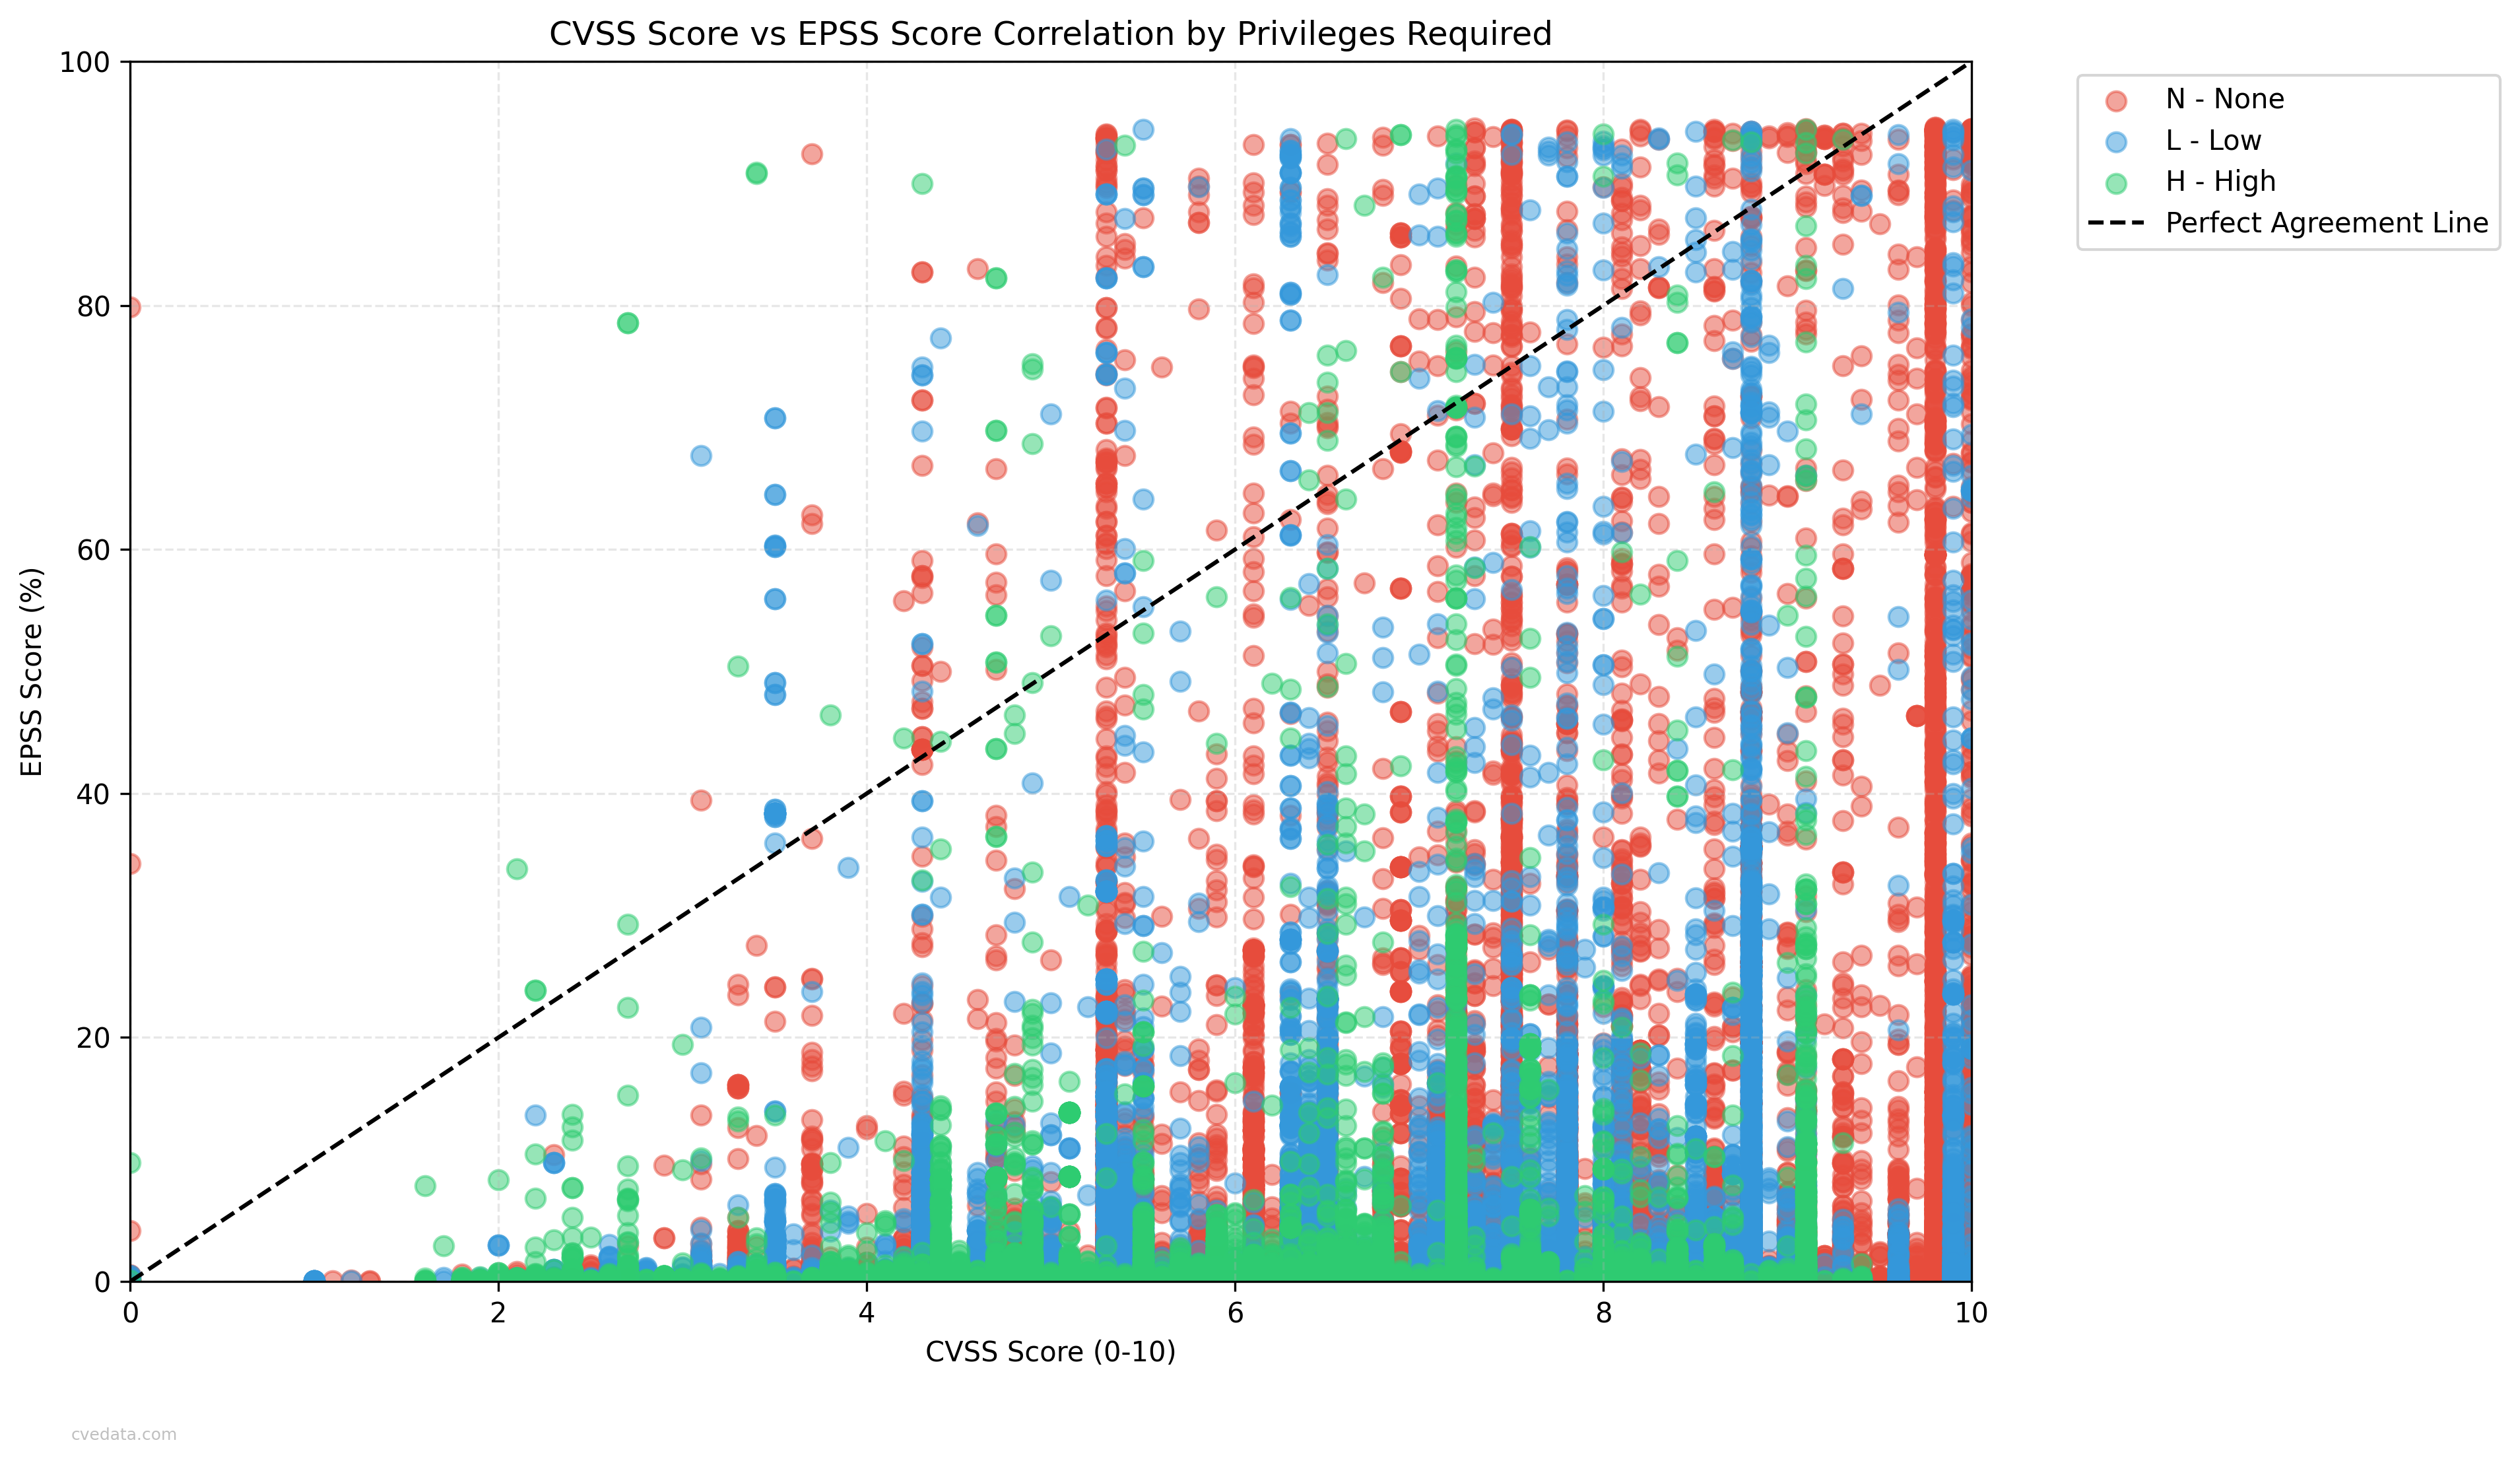 CVSS Score vs EPSS Score Correlation by Privileges Required
100
80
60
40
20
0
EPSS Score (%)
0 2 4 6 8 10
CVSS Score (0-10)
N - None
L - Low
H - High
Perfect Agreement Line
cvedata.com